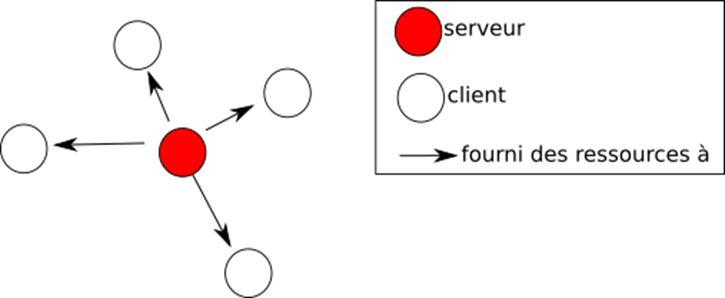 serveur
client
fourni des ressources à